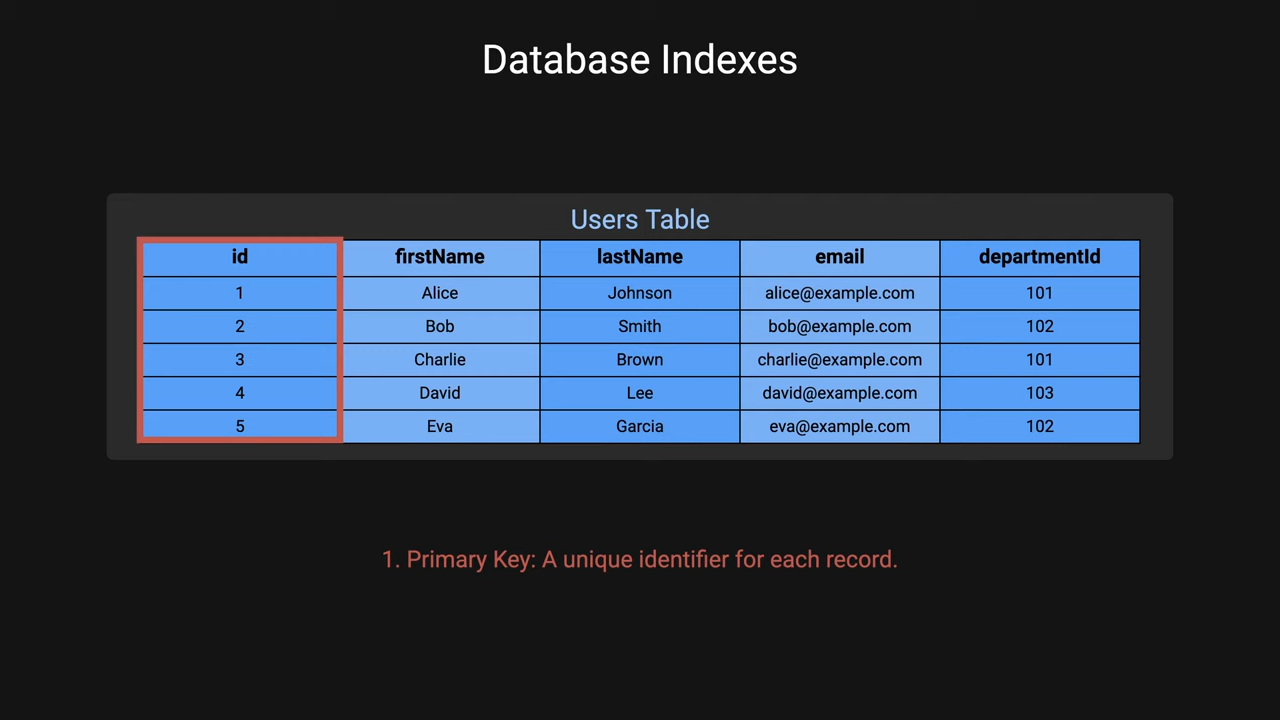 Database Indexes
Users Table
id firstName lastName email departmentId
1 Alice Johnson alice@example.com 101
2 Bob Smith bob@example.com 102
3 Charlie Brown charlie@example.com 101
4 David Lee david@example.com 103
5 Eva Garcia eva@example.com 102
1. Primary Key: A unique identifier for each record.